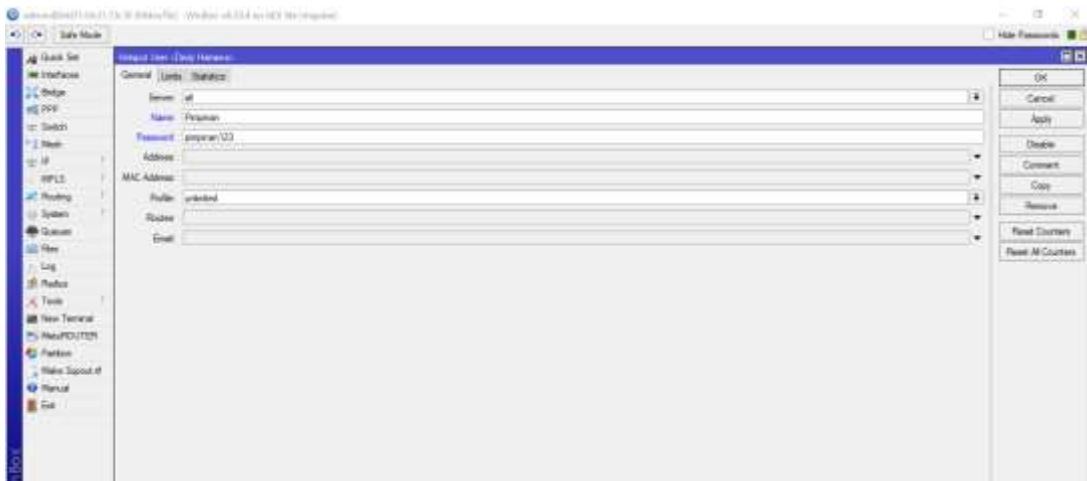 Safe Mode
Hide Passwords
Quick Set
Interfaces
Bridge
PPP
Switch
Mesh
IP
MPLS
Routing
System
Queues
Files
Log
Radius
Tools
New Terminal
MetaROUTER
Partition
Make Supout.rif
Manual
Exit
General
Limits
Statistics
Server: all
Name: Pimpinan
Password: pimpinan123
Address:
MAC Address:
Profile: unlimited
Routes:
Email:
OK
Cancel
Apply
Disable
Comment
Copy
Remove
Reset Counters
Reset All Counters